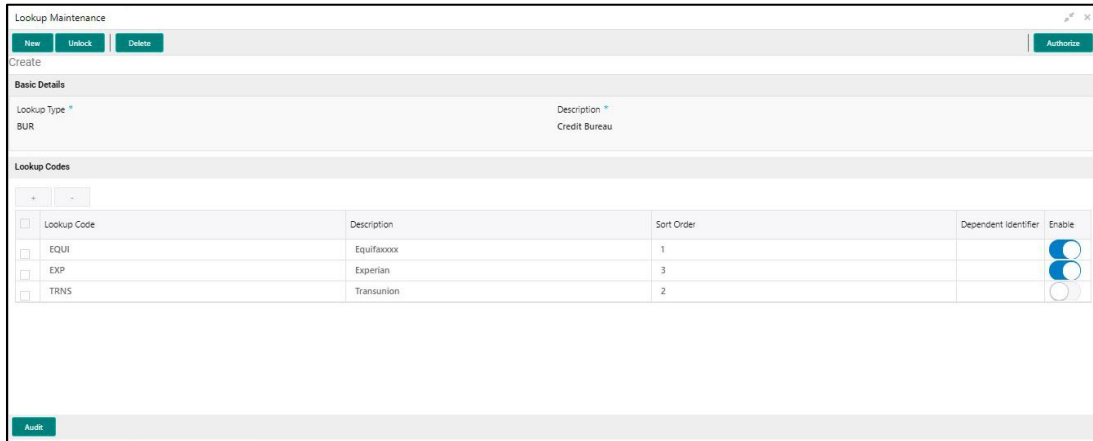 Lookup Maintenance
New Unlock Delete Authorize
Create
Basic Details
Lookup Type * Description *
BUR Credit Bureau
Lookup Codes
+ -
Lookup Code Description Sort Order Dependent Identifier Enable
EQUI Equifaxxxx 1
EXP Experian 3
TRNS Transunion 2
Audit